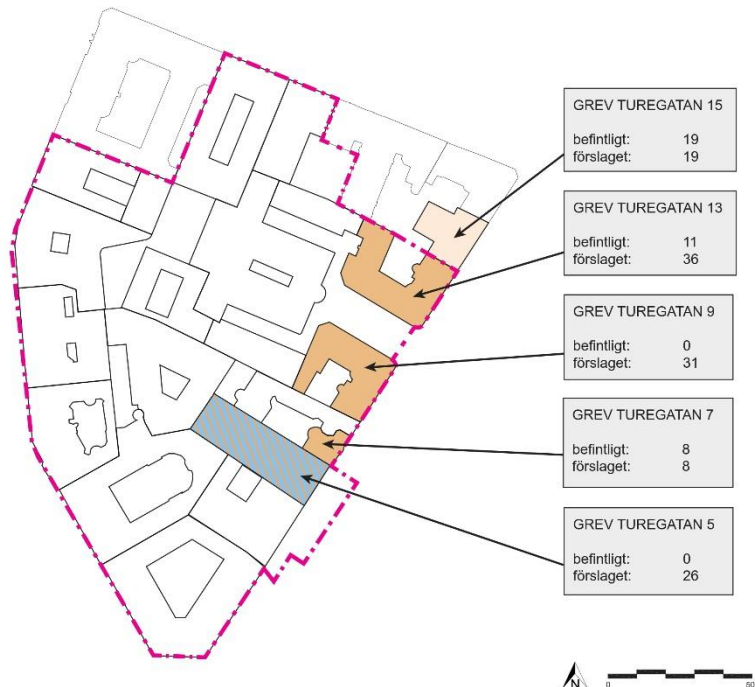 GREV TUREGATAN 15
befintligt: 19
förslaget: 19
GREV TUREGATAN 13
befintligt: 11
förslaget: 36
GREV TUREGATAN 9
befintligt: 0
förslaget: 31
GREV TUREGATAN 7
befintligt: 8
förslaget: 8
GREV TUREGATAN 5
befintligt: 0
förslaget: 26
N
0